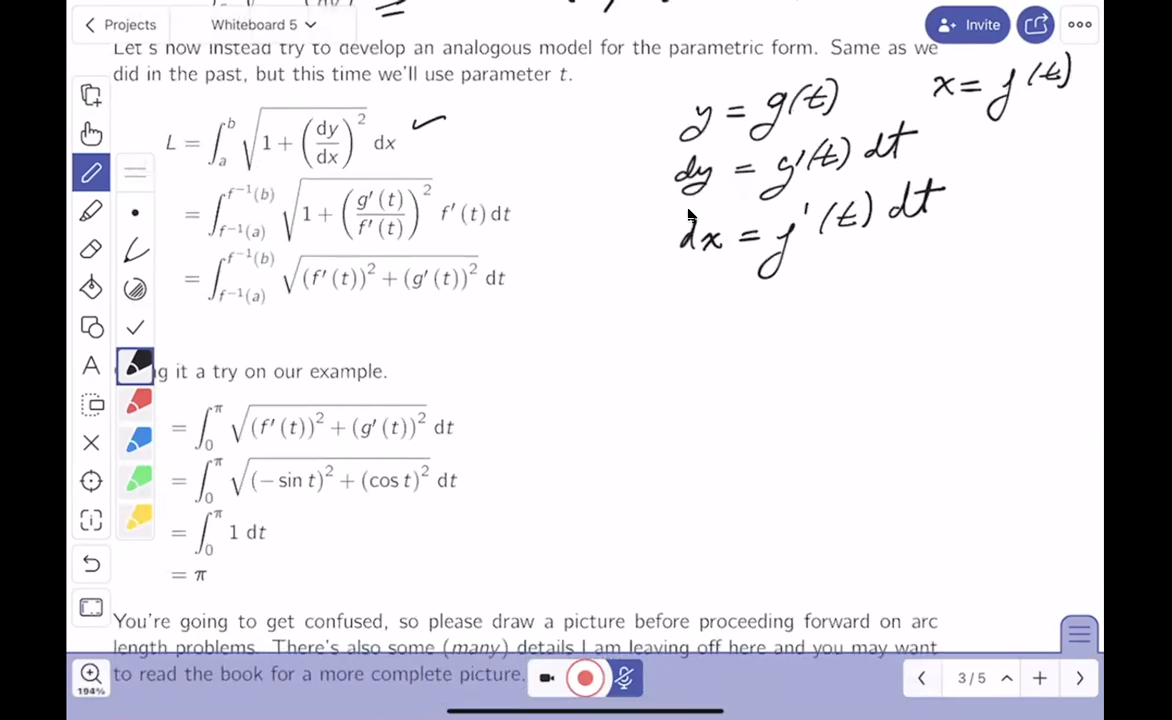 Projects
Whiteboard 5
Invite
Let's now instead try to develop an analogous model for the parametric form. Same as we
did in the past, but this time we'll use parameter t.
L = ∫_a^b √(1 + (dy/dx)^2) dx
= ∫_{f^{-1}(a)}^{f^{-1}(b)} √(1 + (g'(t)/f'(t))^2) f'(t) dt
= ∫_{f^{-1}(a)}^{f^{-1}(b)} √((f'(t))^2 + (g'(t))^2) dt
y = g(t)
x = f(t)
dy = g'(t) dt
dx = f'(t) dt
g it a try on our example.
= ∫_0^π √((f'(t))^2 + (g'(t))^2) dt
= ∫_0^π √((− sin t)^2 + (cos t)^2) dt
= ∫_0^π 1 dt
= π
You're going to get confused, so please draw a picture before proceeding forward on arc
length problems. There's also some (many) details I am leaving off here and you may want
to read the book for a more complete picture.
A
194%
3/5